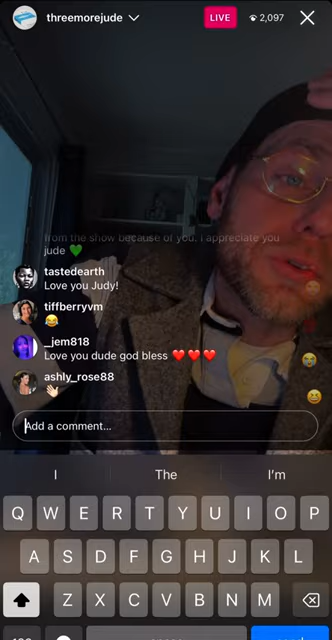 threemorejude
LIVE
2,097
from the show because of you. I appreciate you
jude 💚
tastedearth
Love you Judy!
tiffberryvm
😂
_jem818
Love you dude god bless ❤️❤️❤️
ashly_rose88
👋🏻
Add a comment...
I The I'm
Q W E R T Y U I O P
A S D F G H J K L
Z X C V B N M